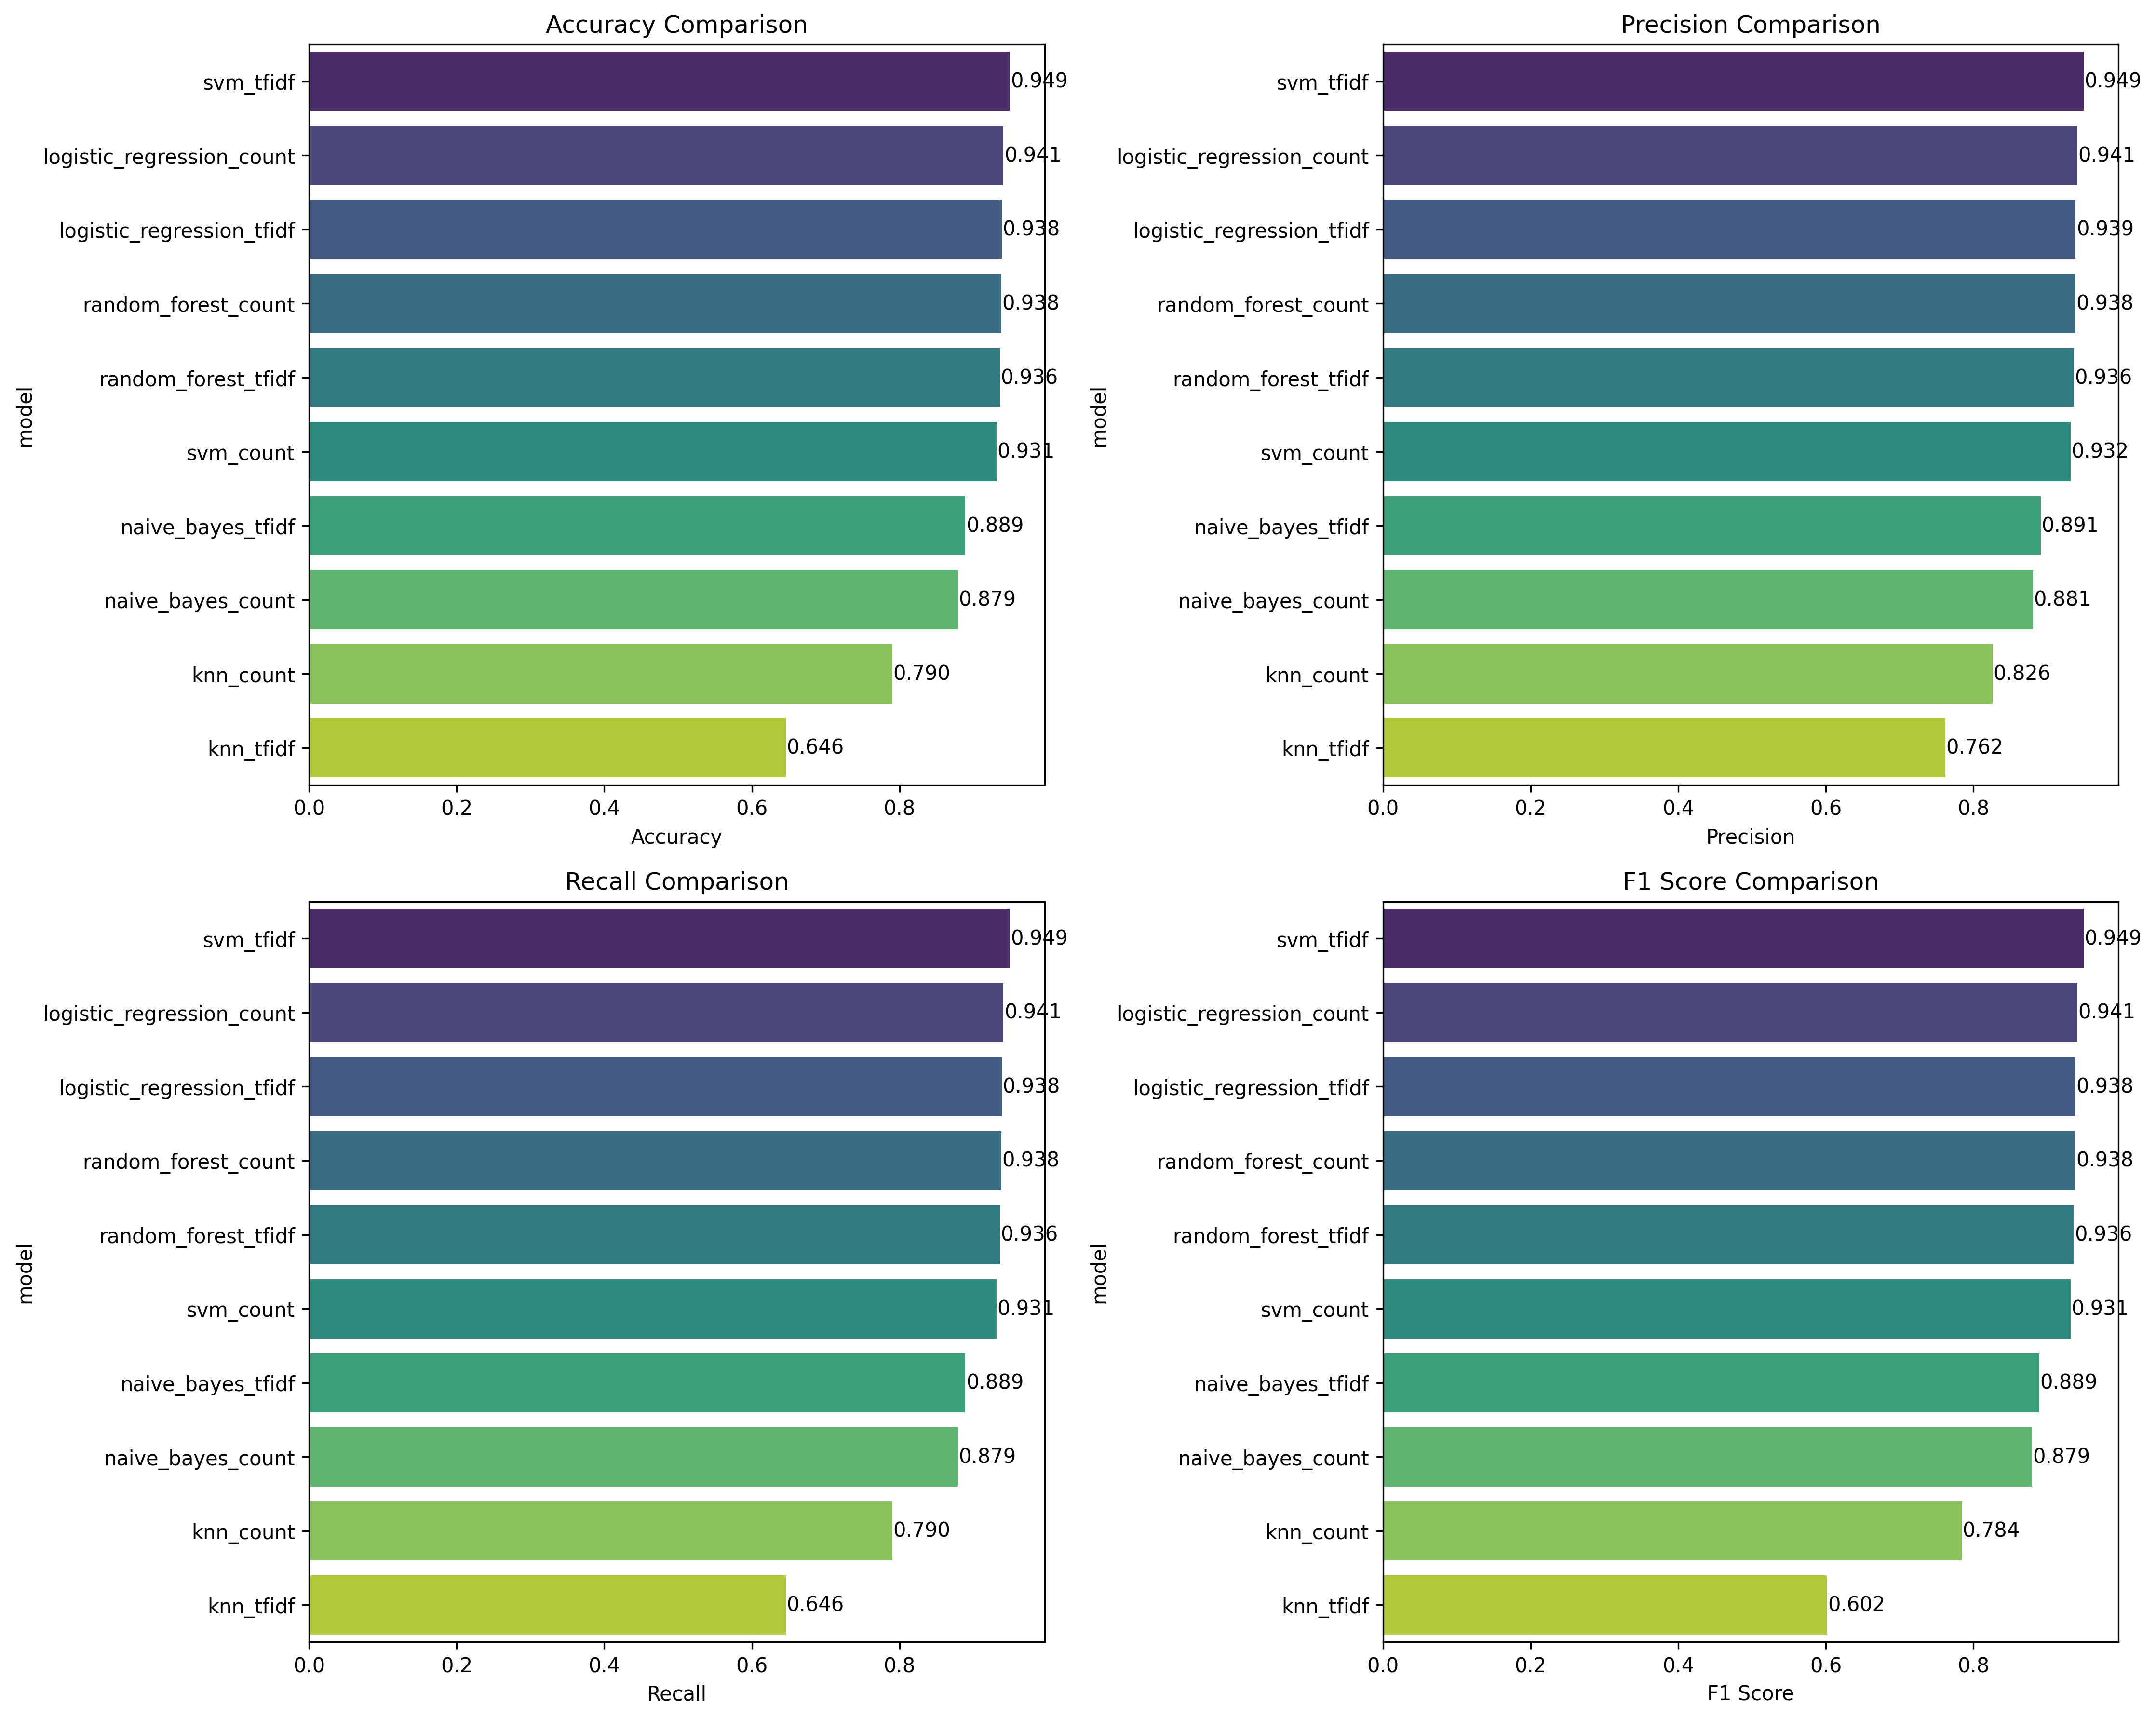 Accuracy Comparison
svm_tfidf
0.949
logistic_regression_count
0.941
logistic_regression_tfidf
0.938
random_forest_count
0.938
random_forest_tfidf
0.936
svm_count
0.931
naive_bayes_tfidf
0.889
naive_bayes_count
0.879
knn_count
0.790
knn_tfidf
0.646
model
0.0 0.2 0.4 0.6 0.8
Accuracy
Precision Comparison
svm_tfidf
0.949
logistic_regression_count
0.941
logistic_regression_tfidf
0.939
random_forest_count
0.938
random_forest_tfidf
0.936
svm_count
0.932
naive_bayes_tfidf
0.891
naive_bayes_count
0.881
knn_count
0.826
knn_tfidf
0.762
model
0.0 0.2 0.4 0.6 0.8
Precision
Recall Comparison
svm_tfidf
0.949
logistic_regression_count
0.941
logistic_regression_tfidf
0.938
random_forest_count
0.938
random_forest_tfidf
0.936
svm_count
0.931
naive_bayes_tfidf
0.889
naive_bayes_count
0.879
knn_count
0.790
knn_tfidf
0.646
model
0.0 0.2 0.4 0.6 0.8
Recall
F1 Score Comparison
svm_tfidf
0.949
logistic_regression_count
0.941
logistic_regression_tfidf
0.938
random_forest_count
0.938
random_forest_tfidf
0.936
svm_count
0.931
naive_bayes_tfidf
0.889
naive_bayes_count
0.879
knn_count
0.784
knn_tfidf
0.602
model
0.0 0.2 0.4 0.6 0.8
F1 Score